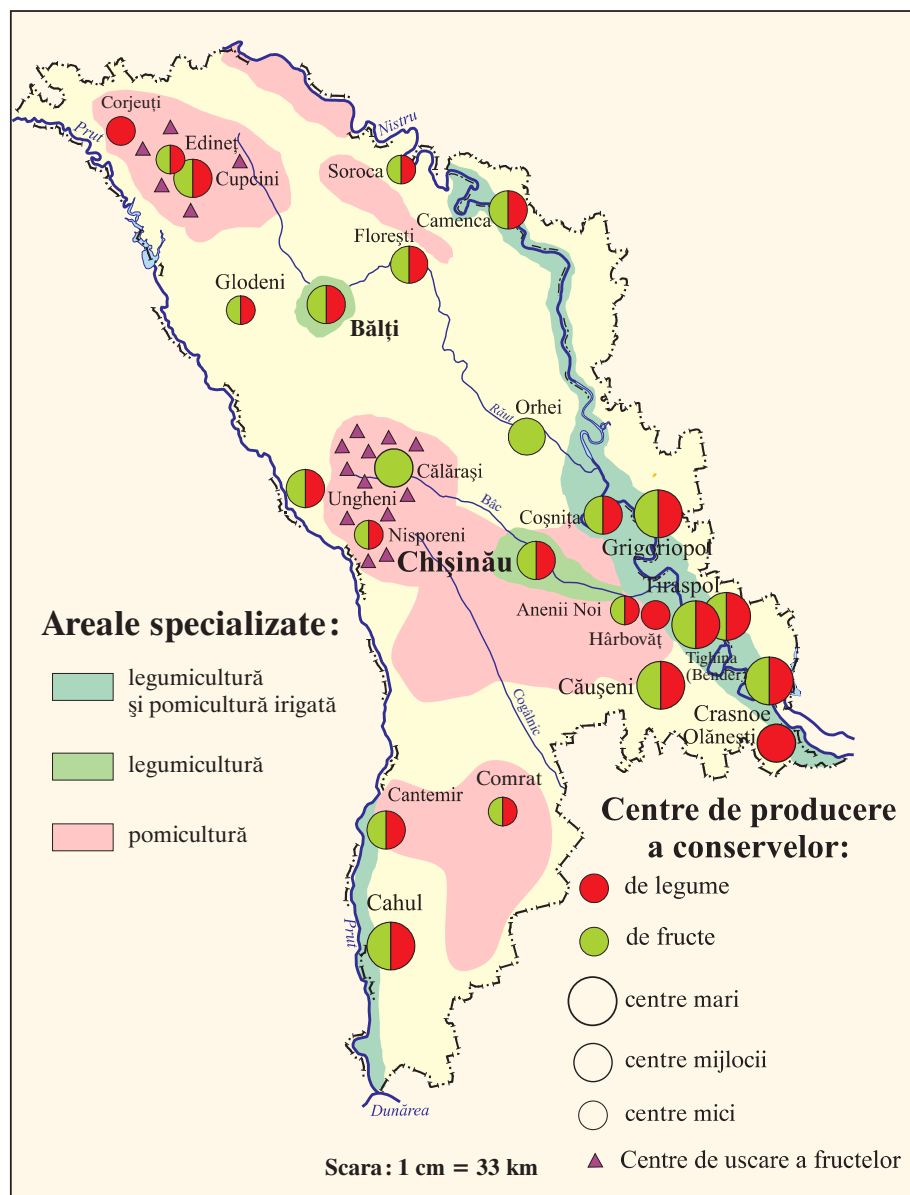 Corjeuți
Prut
Edineț
Cupcini
Nistru
Soroca
Camenca
Florești
Glodeni
Bălți
Orhei
Răut
Călărași
Ungheni
Bâc
Coșnița
Nisporeni
Chișinău
Grigoriopol
Tiraspol
Anenii Noi
Hârbovăț
Tighina
(Bender)
Căușeni
Crasnoe
Olănești
Cogâlnic
Comrat
Cantemir
Cahul
Prut
Dunărea
Areale specializate:
legumicultură
și pomicultură irigată
legumicultură
pomicultură
Centre de producere
a conservelor:
de legume
de fructe
centre mari
centre mijlocii
centre mici
Centre de uscare a fructelor
Scara: 1 cm = 33 km